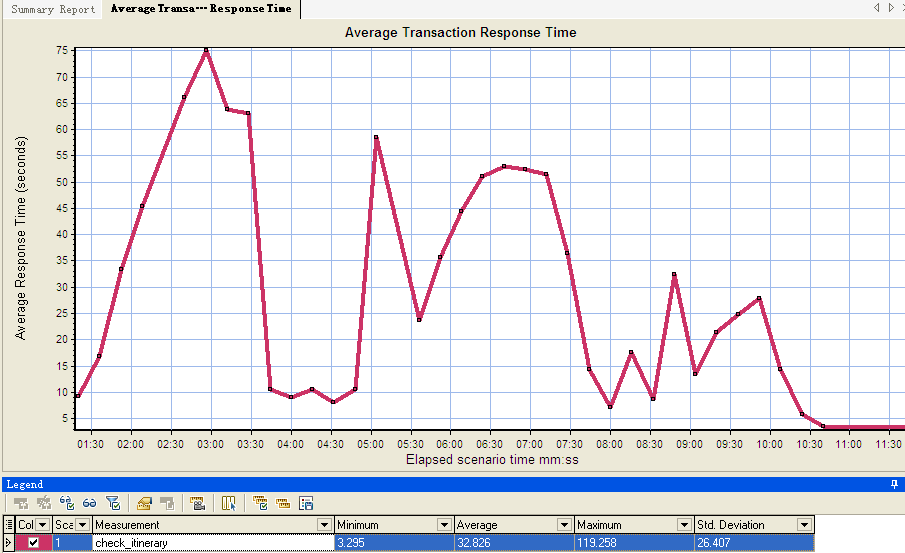 Summary Report
Average Transa··· Response Time
Average Transaction Response Time
Average Response Time (seconds)
75
70
65
60
55
50
45
40
35
30
25
20
15
10
5
01:30 02:00 02:30 03:00 03:30 04:00 04:30 05:00 05:30 06:00 06:30 07:00 07:30 08:00 08:30 09:00 09:30 10:00 10:30 11:00 11:30
Elapsed scenario time mm:ss
Legend
Col Sca Measurement Minimum Average Maximum Std. Deviation
1 check_itinerary 3.295 32.826 119.258 26.407